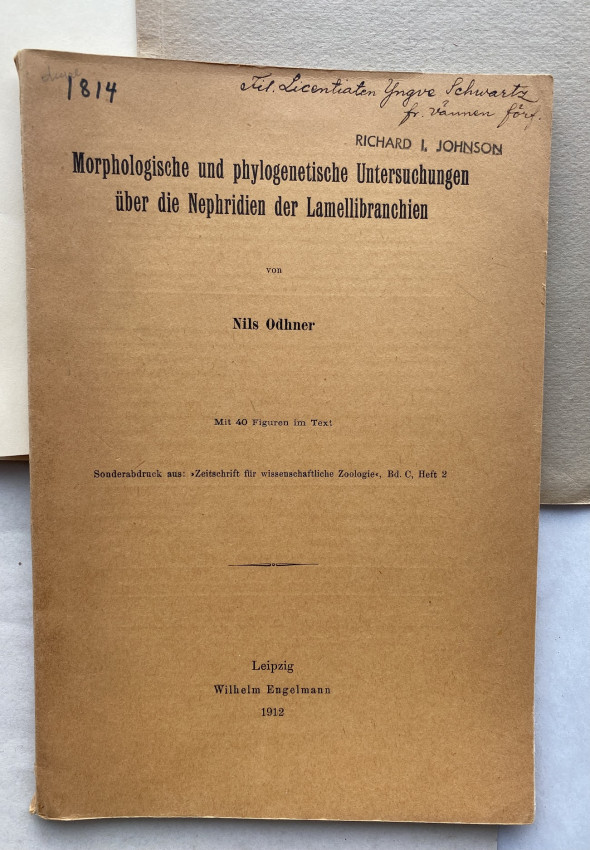 1814
Fil. Licentiaten Yngve Schwartz
fr. vännen förf.
RICHARD I. JOHNSON
Morphologische und phylogenetische Untersuchungen
über die Nephridien der Lamellibranchien
von
Nils Odhner
Mit 40 Figuren im Text
Sonderabdruck aus: »Zeitschrift für wissenschaftliche Zoologie«, Bd. C, Heft 2
Leipzig
Wilhelm Engelmann
1912